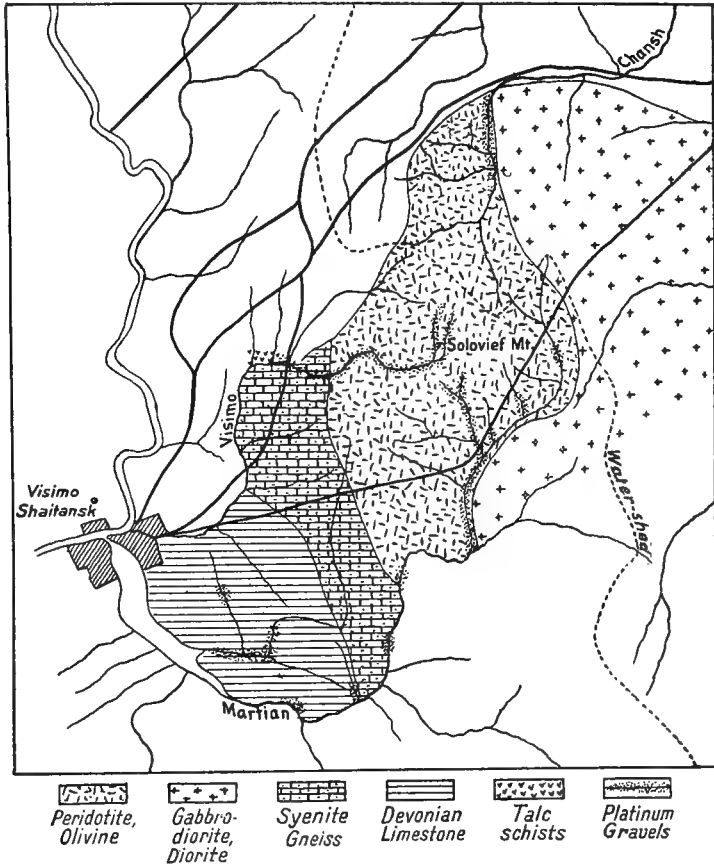 Chansh
Solovief Mt.
Visimo
Visimo
Shaitansk
Water-shed
Martian
Peridotite,
Olivine
Gabbro-
diorite,
Diorite
Syenite
Gneiss
Devonian
Limestone
Talc
schists
Platinum
Gravels